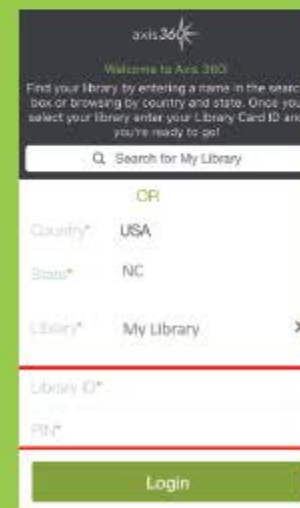 axis360
Welcome to Axis 360!
Find your library by entering a name in the search
box or browsing by country and state. Once you
select your library enter your Library Card ID and
you're ready to go!
Search for My Library
OR
Country* USA
State* NC
Library* My Library
Library ID*
PIN*
Login